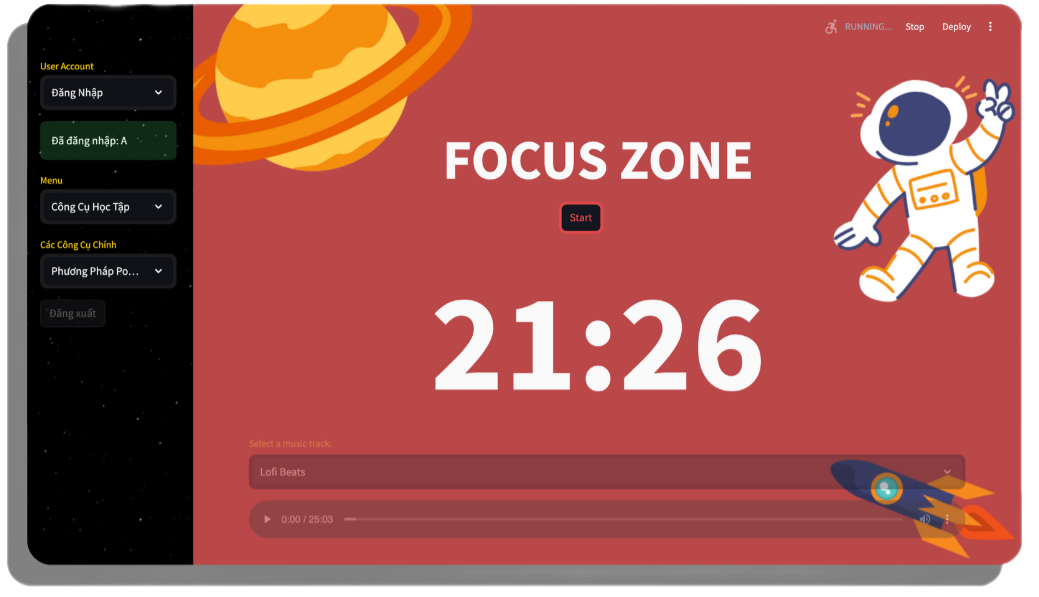 RUNNING...
Stop
Deploy
User Account
Đăng Nhập
Đã đăng nhập: A
Menu
Công Cụ Học Tập
Các Công Cụ Chính
Phương Pháp Po...
Đăng xuất
FOCUS ZONE
Start
21:26
Select a music track:
Lofi Beats
0:00 / 25:03